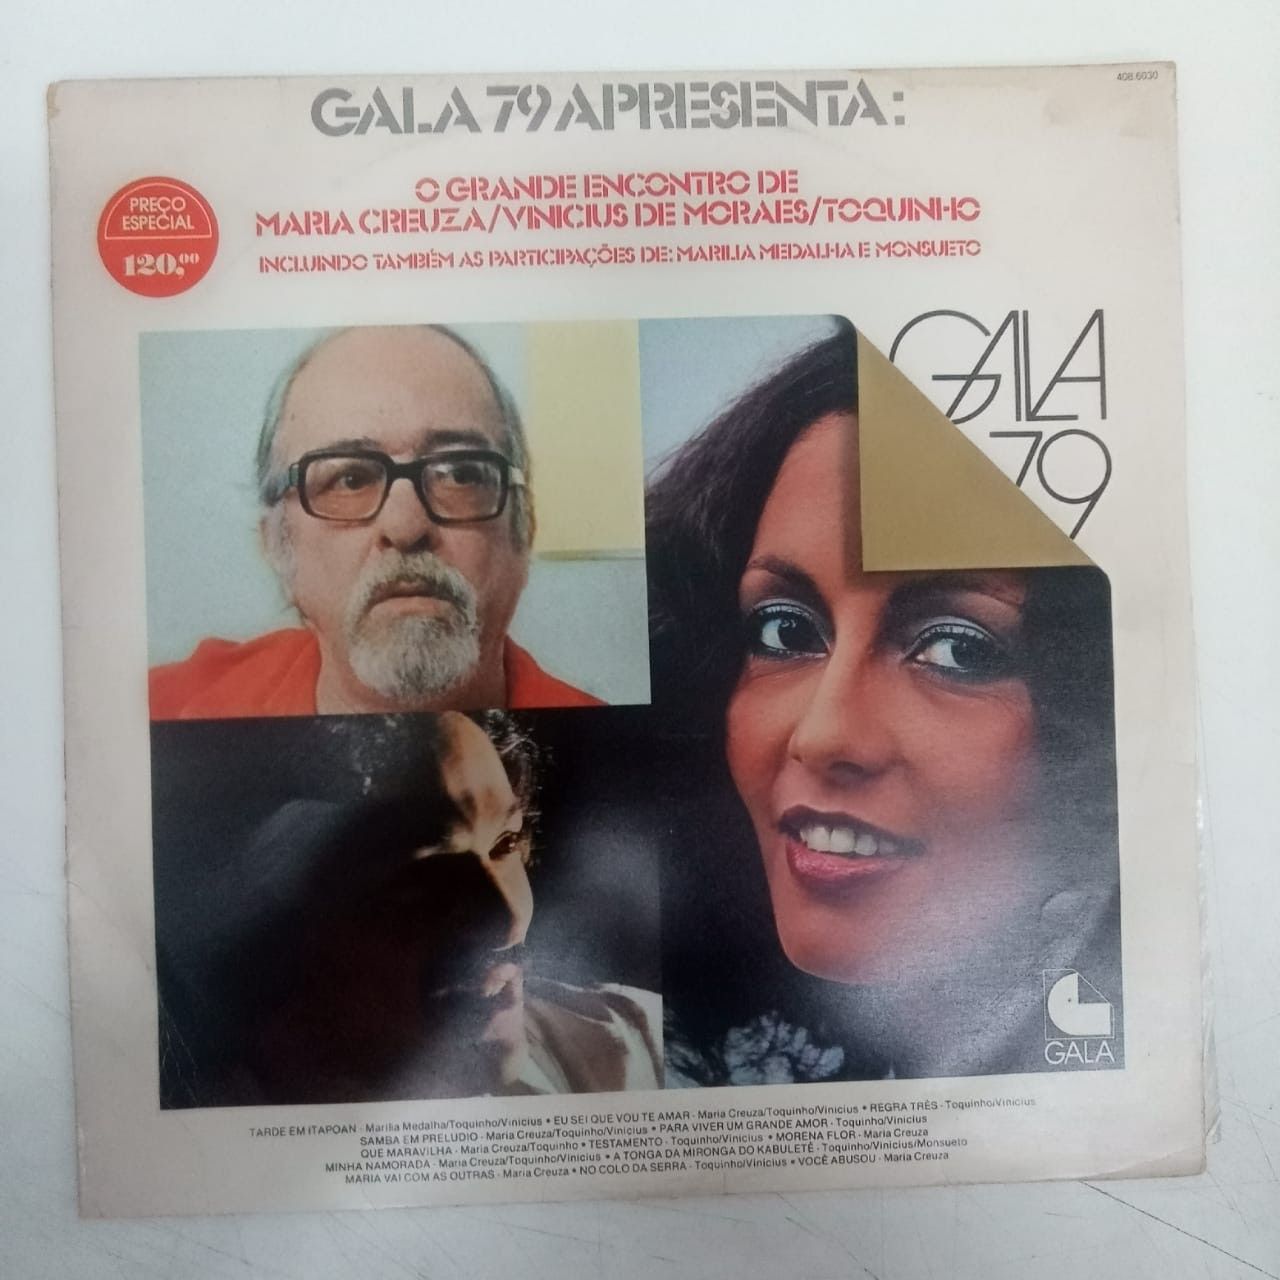 408.6030
GALA 79 APRESENTA:
O GRANDE ENCONTRO DE
MARIA CREUZA/VINICIUS DE MORAES/TOQUINHO
INCLUINDO TAMBÉM AS PARTICIPAÇÕES DE: MARILIA MEDALHA E MONSUETO
PREÇO
ESPECIAL
120,00
GALA
79
GALA
TARDE EM ITAPOAN - Marilia Medalha/Toquinho/Vinicius • EU SEI QUE VOU TE AMAR - Maria Creuza/Toquinho/Vinicius • REGRA TRÊS - Toquinho/Vinicius
SAMBA EM PRELUDIO - Maria Creuza/Toquinho/Vinicius • PARA VIVER UM GRANDE AMOR - Toquinho/Vinicius
QUE MARAVILHA - Maria Creuza/Toquinho • TESTAMENTO - Toquinho/Vinicius • MORENA FLOR - Maria Creuza
MINHA NAMORADA - Maria Creuza/Toquinho/Vinicius • A TONGA DA MIRONGA DO KABULETÊ - Toquinho/Vinicius/Monsueto
MARIA VAI COM AS OUTRAS - Maria Creuza • NO COLO DA SERRA - Toquinho/Vinicius • VOCÊ ABUSOU - Maria Creuza